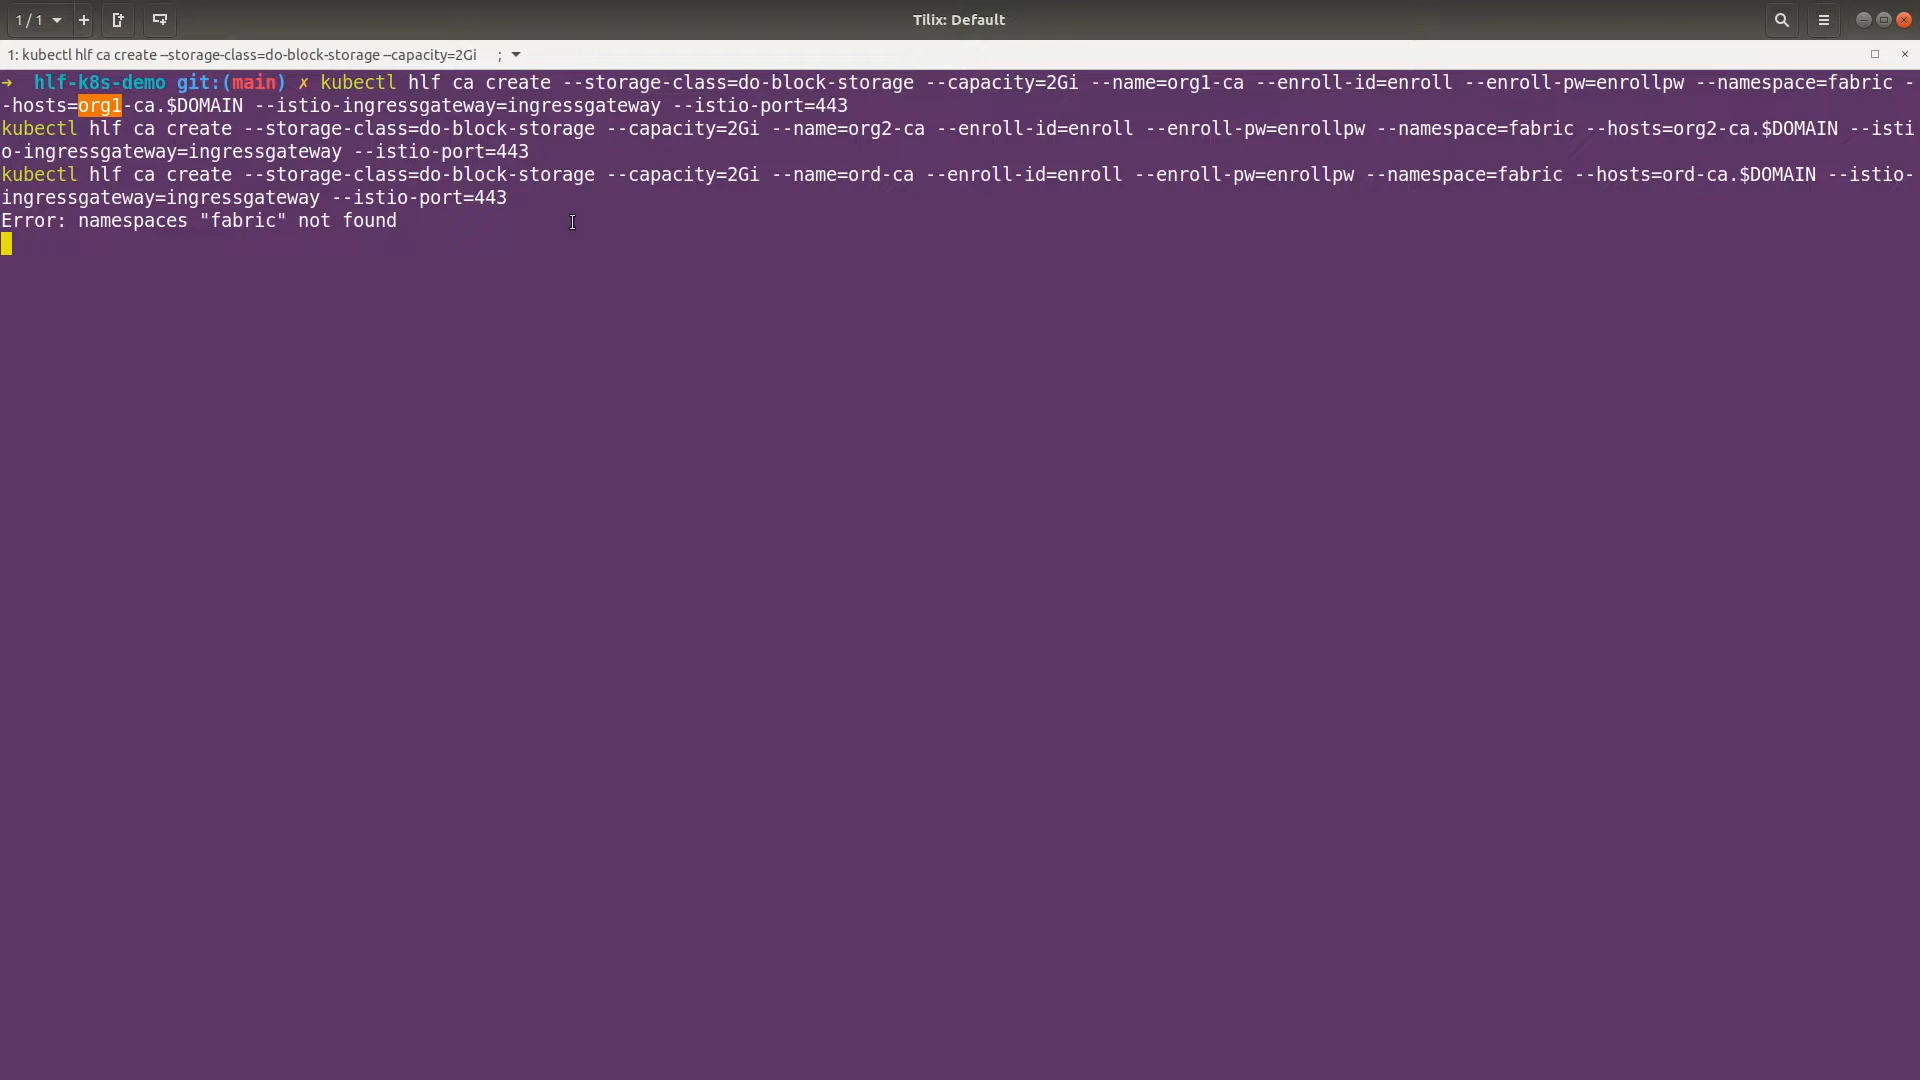 1 / 1
Tilix: Default
1: kubectl hlf ca create --storage-class=do-block-storage --capacity=2Gi ;
→ hlf-k8s-demo git:(main) ✗ kubectl hlf ca create --storage-class=do-block-storage --capacity=2Gi --name=org1-ca --enroll-id=enroll --enroll-pw=enrollpw --namespace=fabric -
-hosts=org1-ca.$DOMAIN --istio-ingressgateway=ingressgateway --istio-port=443
kubectl hlf ca create --storage-class=do-block-storage --capacity=2Gi --name=org2-ca --enroll-id=enroll --enroll-pw=enrollpw --namespace=fabric --hosts=org2-ca.$DOMAIN --isti
o-ingressgateway=ingressgateway --istio-port=443
kubectl hlf ca create --storage-class=do-block-storage --capacity=2Gi --name=ord-ca --enroll-id=enroll --enroll-pw=enrollpw --namespace=fabric --hosts=ord-ca.$DOMAIN --istio-
ingressgateway=ingressgateway --istio-port=443
Error: namespaces "fabric" not found